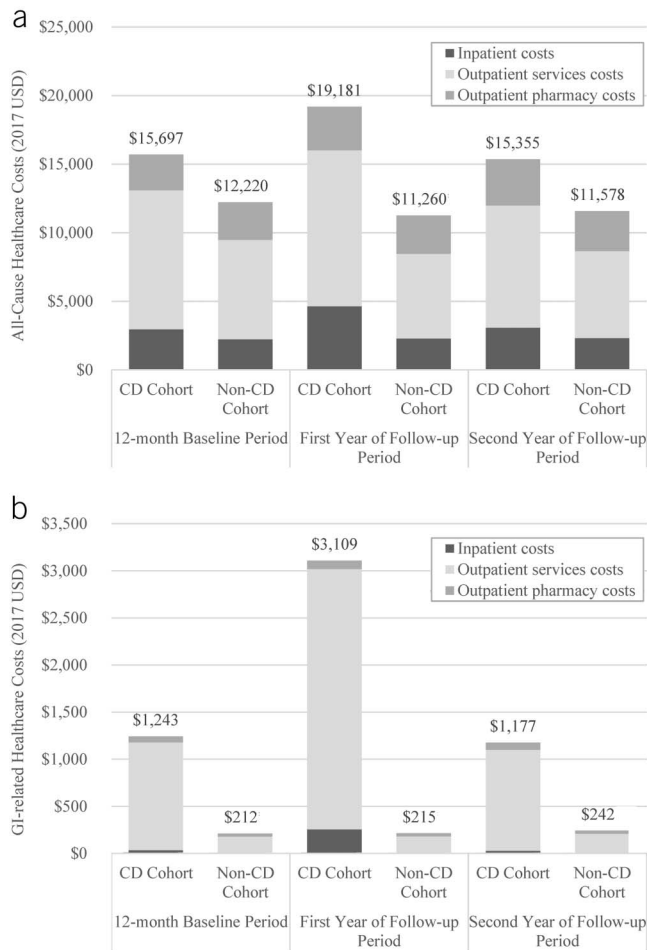 a
$25,000
Inpatient costs
Outpatient services costs
Outpatient pharmacy costs
$20,000
$19,181
$15,697
$15,355
$15,000
$12,220
$11,260
$11,578
$10,000
$5,000
$0
All-Cause Healthcare Costs (2017 USD)
CD Cohort
Non-CD
Cohort
CD Cohort
Non-CD
Cohort
CD Cohort
Non-CD
Cohort
12-month Baseline Period
First Year of Follow-up
Period
Second Year of Follow-up
Period
b
$3,500
$3,109
Inpatient costs
Outpatient services costs
Outpatient pharmacy costs
$3,000
$2,500
$2,000
$1,500
$1,243
$1,177
$1,000
$500
$212
$215
$242
$0
GI-related Healthcare Costs (2017 USD)
CD Cohort
Non-CD
Cohort
CD Cohort
Non-CD
Cohort
CD Cohort
Non-CD
Cohort
12-month Baseline Period
First Year of Follow-up
Period
Second Year of Follow-up
Period